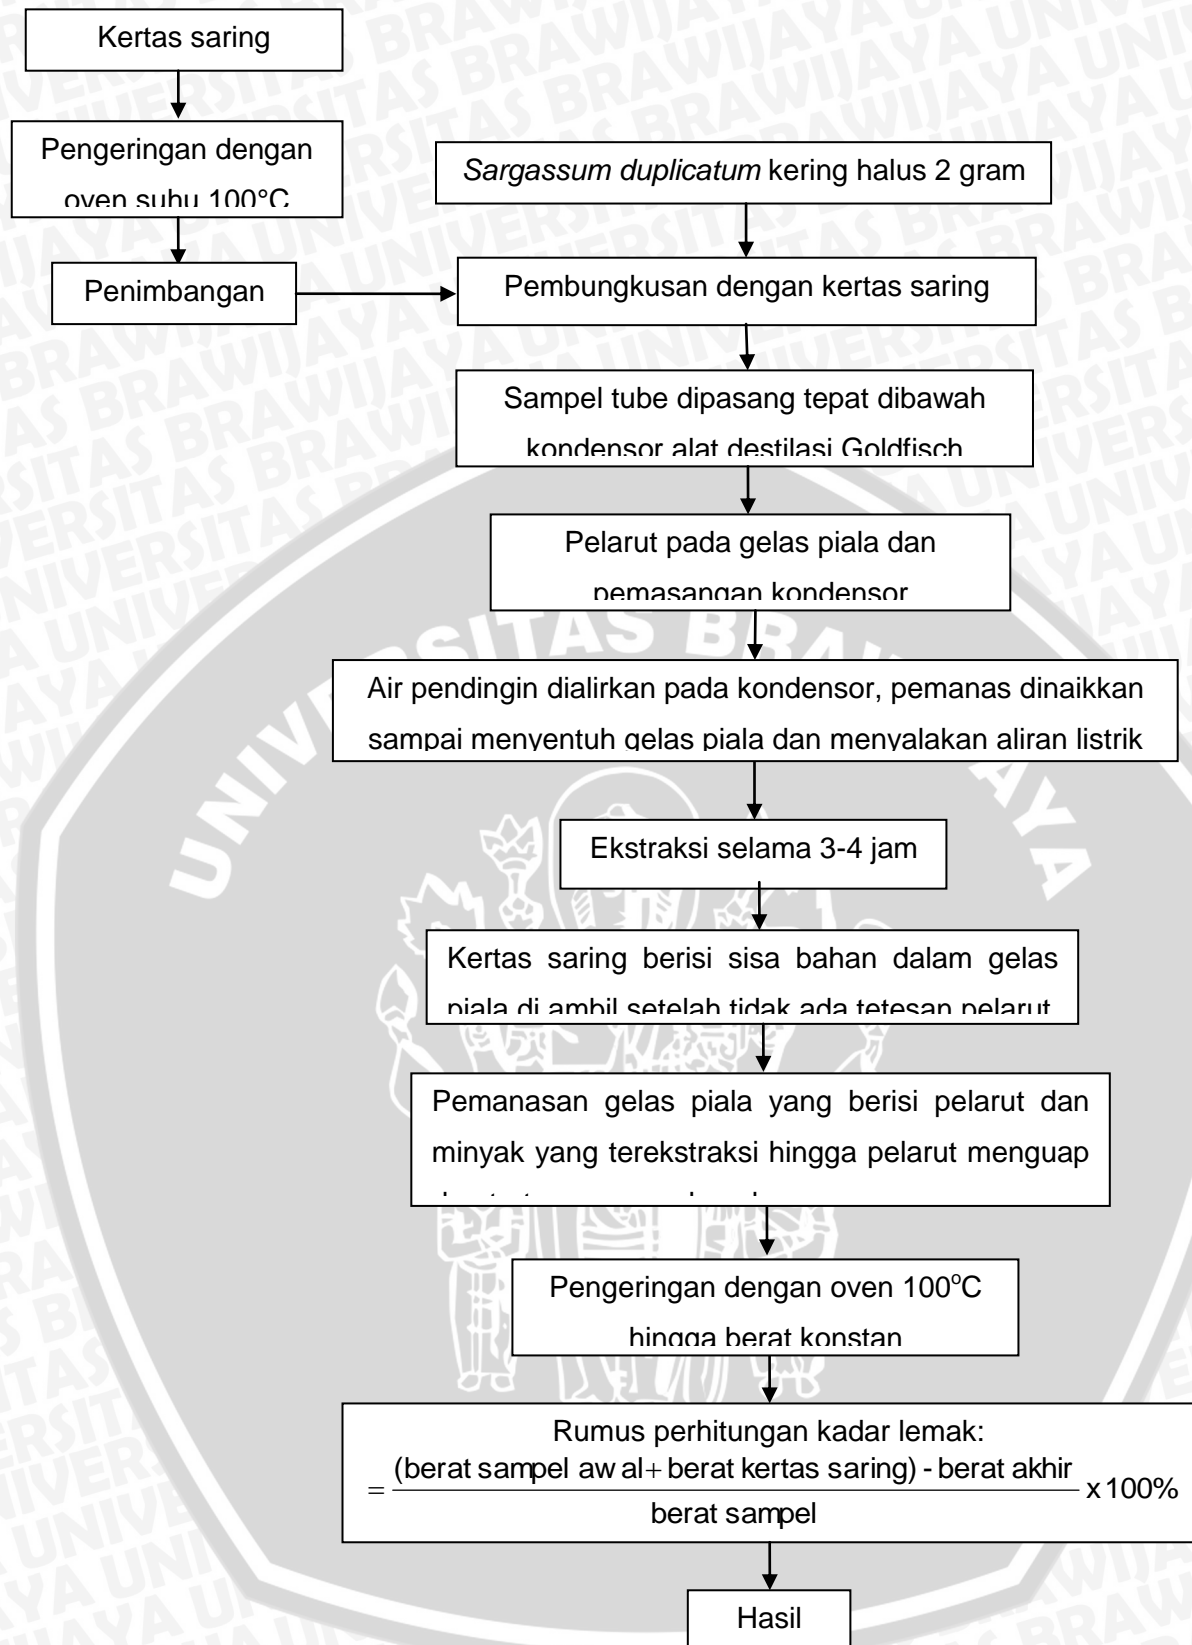 Kertas saring
Pengeringan dengan
oven suhu 100°C
Penimbangan
Sargassum duplicatum kering halus 2 gram
Pembungkusan dengan kertas saring
Sampel tube dipasang tepat dibawah
kondensor alat destilasi Goldfisch
Pelarut pada gelas piala dan
pemasangan kondensor
Air pendingin dialirkan pada kondensor, pemanas dinaikkan
sampai menyentuh gelas piala dan menyalakan aliran listrik
Ekstraksi selama 3-4 jam
Kertas saring berisi sisa bahan dalam gelas
piala di ambil setelah tidak ada tetesan pelarut
Pemanasan gelas piala yang berisi pelarut dan
minyak yang terekstraksi hingga pelarut menguap
Pengeringan dengan oven 100°C
hingga berat konstan
Rumus perhitungan kadar lemak:
= (berat sampel aw al+ berat kertas saring) - berat akhir / berat sampel x 100%
Hasil
UNIVERSITAS BRAWIJAYA